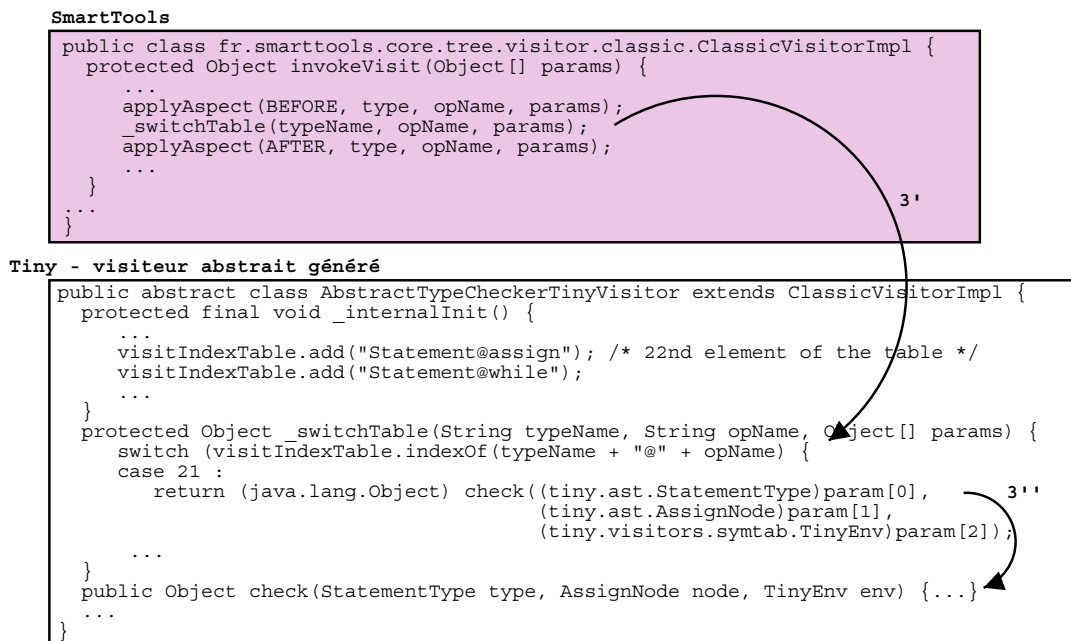 SmartTools
public class fr.smarttools.core.tree.visitor.classic.ClassicVisitorImpl {
protected Object invokeVisit(Object[] params) {
...
applyAspect(BEFORE, type, opName, params);
_switchTable(typeName, opName, params);
applyAspect(AFTER, type, opName, params);
...
}
...
}
3'
Tiny - visiteur abstrait généré
public abstract class AbstractTypeCheckerTinyVisitor extends ClassicVisitorImpl {
protected final void _internalInit() {
...
visitIndexTable.add("Statement@assign"); /* 22nd element of the table */
visitIndexTable.add("Statement@while");
...
}
protected Object _switchTable(String typeName, String opName, Object[] params) {
switch (visitIndexTable.indexOf(typeName + "@" + opName) {
case 21 :
return (java.lang.Object) check((tiny.ast.StatementType)param[0],
3''
(tiny.ast.AssignNode)param[1],
(tiny.visitors.symtab.TinyEnv)param[2]);
...
}
public Object check(StatementType type, AssignNode node, TinyEnv env) {...}
...
}